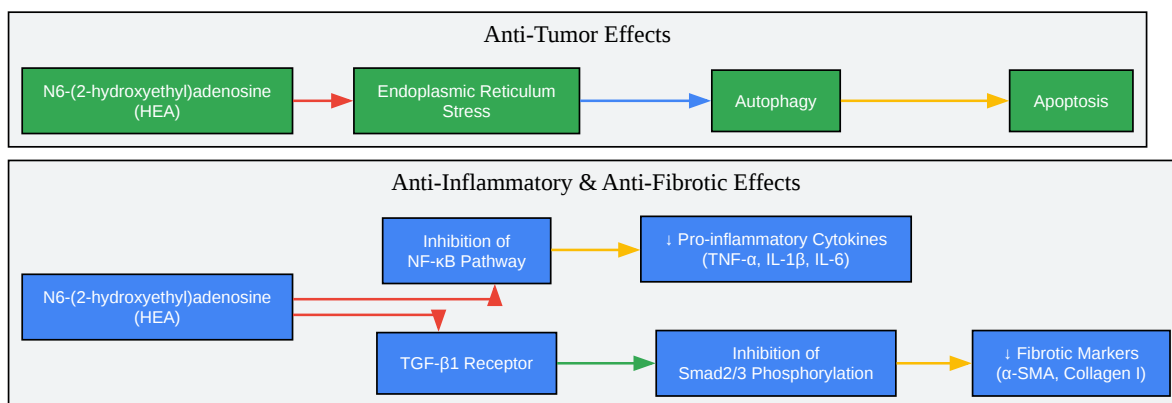 Anti-Tumor Effects
N6-(2-hydroxyethyl)adenosine
(HEA)
Endoplasmic Reticulum
Stress
Autophagy
Apoptosis
Anti-Inflammatory & Anti-Fibrotic Effects
N6-(2-hydroxyethyl)adenosine
(HEA)
Inhibition of
NF-κB Pathway
↓ Pro-inflammatory Cytokines
(TNF-α, IL-1β, IL-6)
TGF-β1 Receptor
Inhibition of
Smad2/3 Phosphorylation
↓ Fibrotic Markers
(α-SMA, Collagen I)